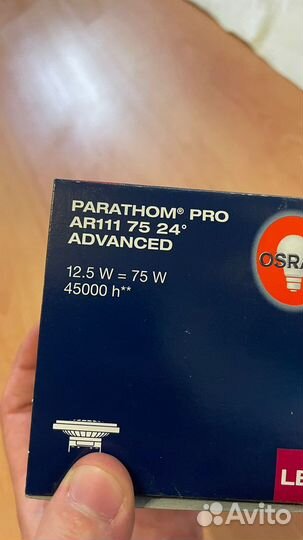 PARATHOM® PRO
AR111 75 24°
ADVANCED
12.5 W = 75 W
45000 h**
OSRA
LE
Avito